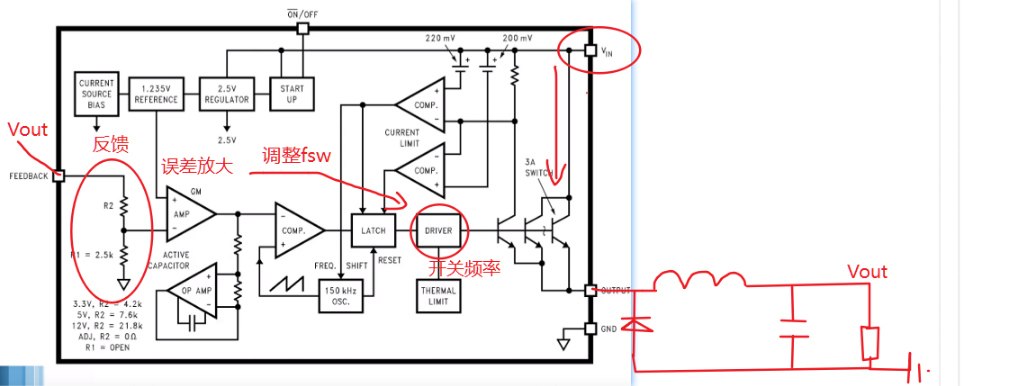 ON/OFF
220 mV
200 mV
+
+
VIN
CURRENT
SOURCE
BIAS
1.235V
REFERENCE
2.5V
REGULATOR
START
UP
2.5V
+
COMP.
−
CURRENT
LIMIT
−
COMP.
+
3A
SWITCH
Vout
反馈
误差放大
调整fsw
FEEDBACK
R2
R1 = 2.5k
GM
+
AMP
−
−
COMP.
+
LATCH
DRIVER
开关频率
ACTIVE
CAPACITOR
+
OP AMP
−
FREQ. SHIFT
RESET
150 kHz
OSC.
THERMAL
LIMIT
3.3V, R2 = 4.2k
5V, R2 = 7.6k
12V, R2 = 21.8k
ADJ, R2 = 0Ω
R1 = OPEN
OUTPUT
GND
Vout